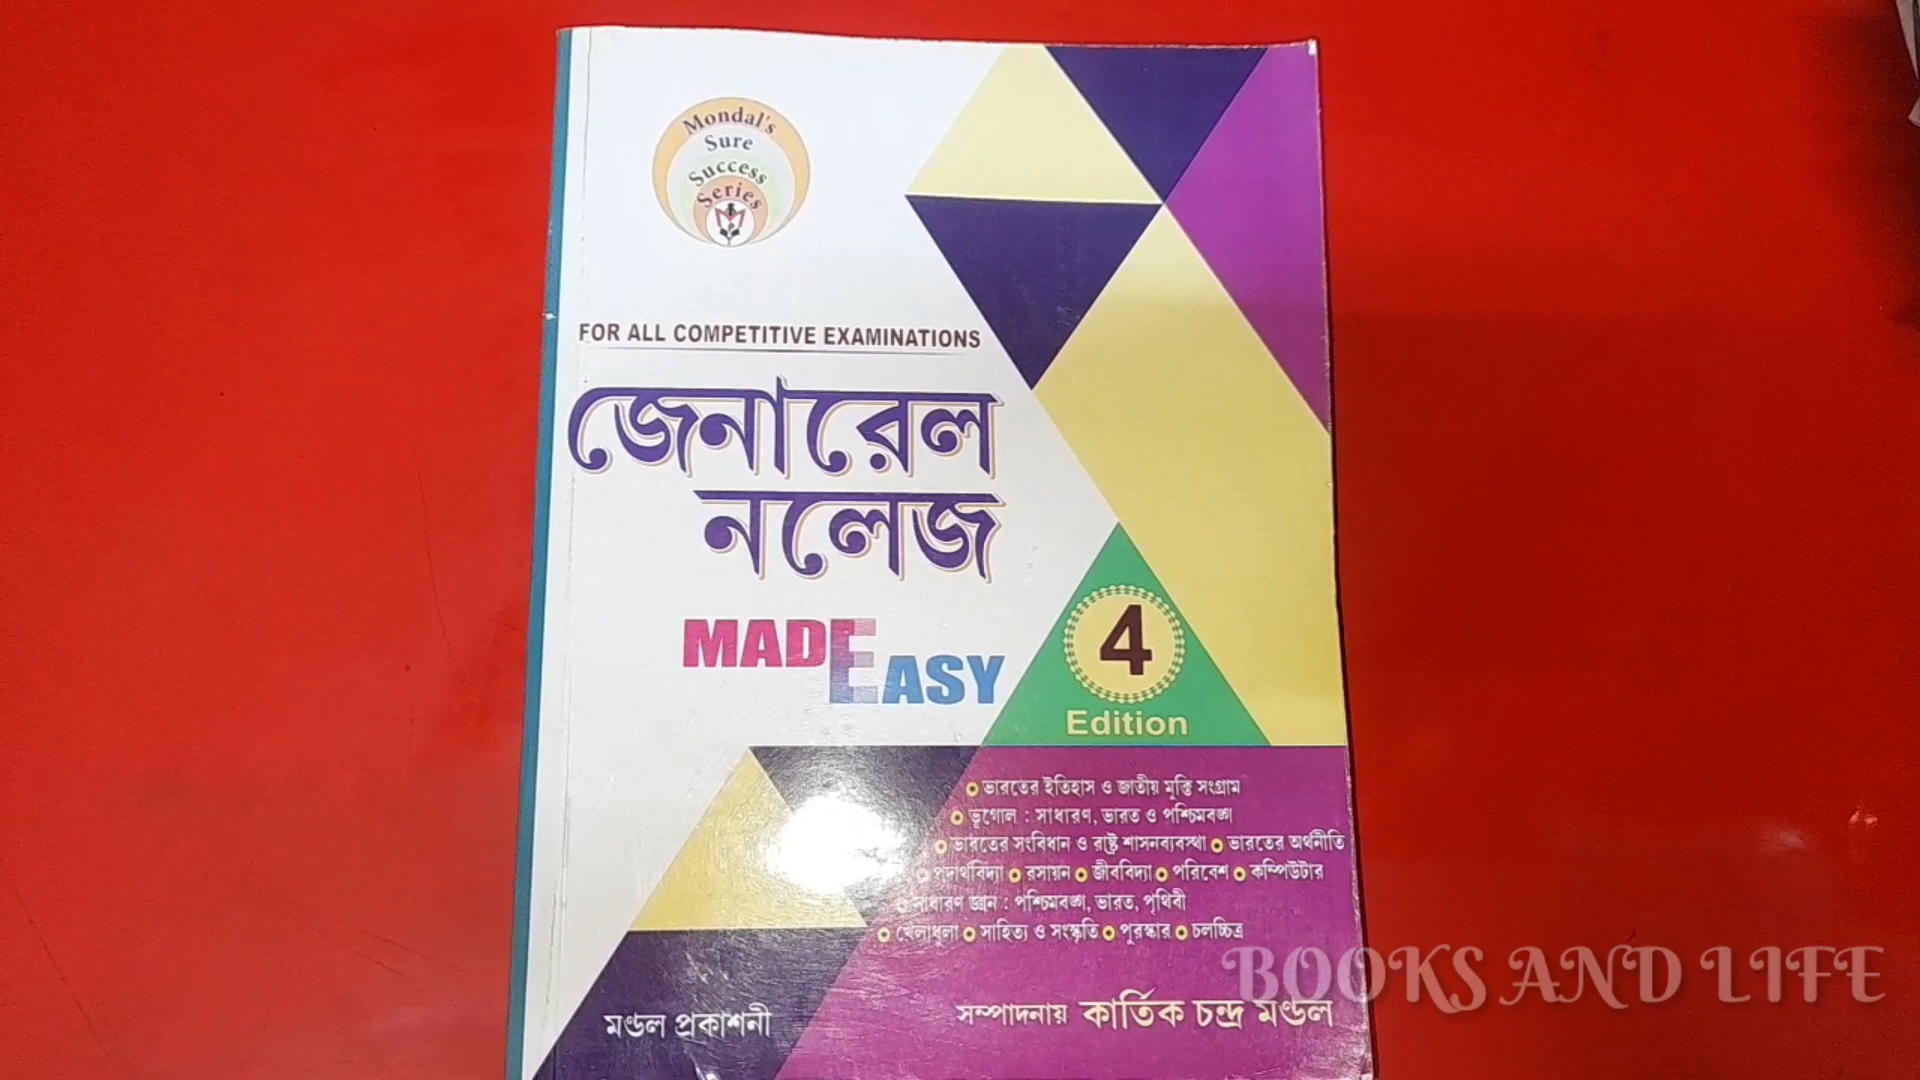 Mondal's
Sure
Success
Series
FOR ALL COMPETITIVE EXAMINATIONS
জেনারেল
নলেজ
MADE EASY
4
Edition
ভারতের ইতিহাস ও জাতীয় মুক্তি সংগ্রাম
ভূগোল : সাধারণ, ভারত ও পশ্চিমবঙ্গ
ভারতের সংবিধান ও রাষ্ট্র শাসনব্যবস্থা ভারতের অর্থনীতি
পদার্থবিদ্যা রসায়ন জীববিদ্যা পরিবেশ কম্পিউটার
সাধারণ জ্ঞান : পশ্চিমবঙ্গ, ভারত, পৃথিবী
খেলাধুলা সাহিত্য ও সংস্কৃতি পুরস্কার চলচ্চিত্র
BOOKS AND LIFE
মণ্ডল প্রকাশনী
সম্পাদনায় কার্তিক চন্দ্র মণ্ডল